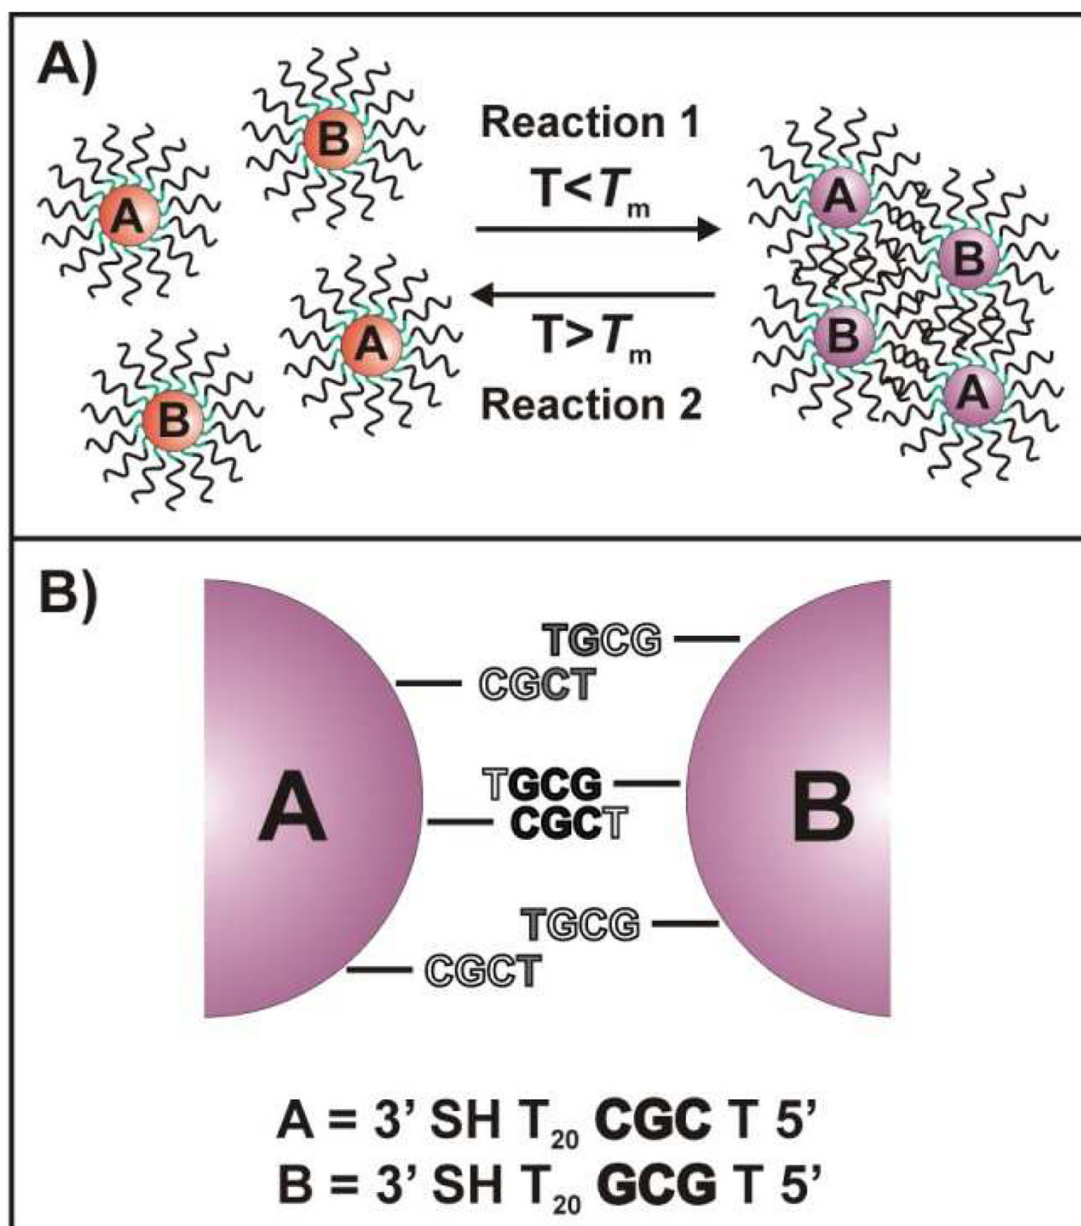 A)
B
A
A
B
Reaction 1
T<Tm
T>Tm
Reaction 2
A
B
B
A
B)
TGCG
CGCT
A
TGCG
CGCT
B
TGCG
CGCT
A = 3’ SH T20 CGC T 5’
B = 3’ SH T20 GCG T 5’